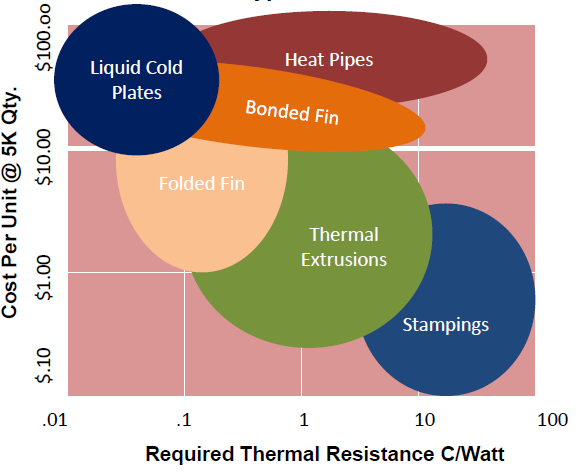 $100.00
$10.00
$1.00
$.10
Cost Per Unit @ 5K Qty.
Liquid Cold
Plates
Heat Pipes
Bonded Fin
Folded Fin
Thermal
Extrusions
Stampings
.01
.1
1
10
100
Required Thermal Resistance C/Watt